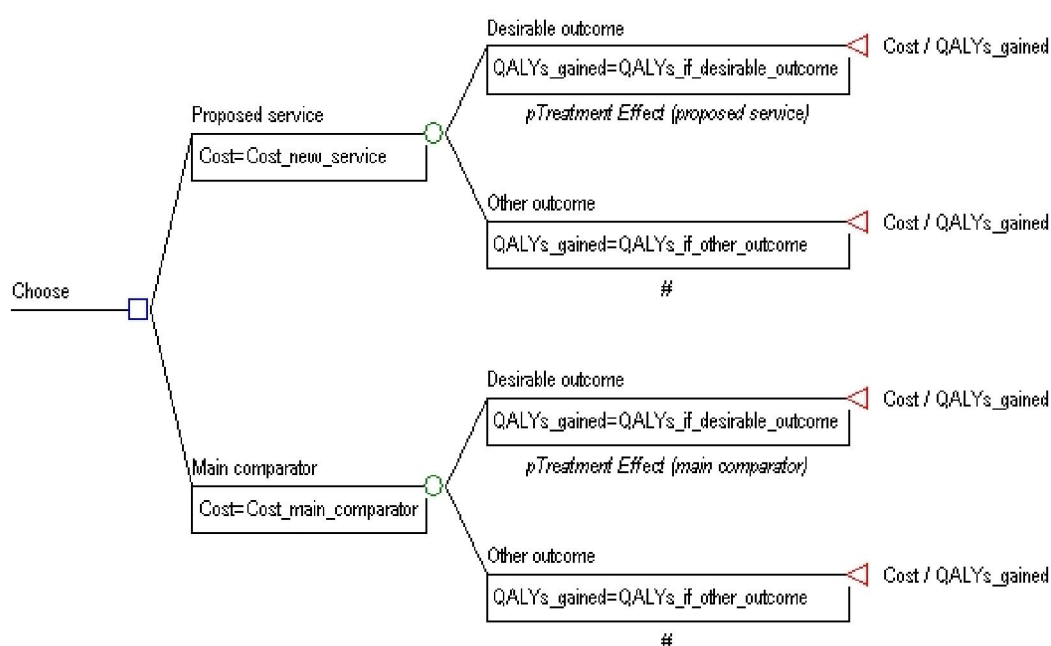 Desirable outcome
Cost / QALYs_gained
QALYs_gained=QALYs_if_desirable_outcome
pTreatment Effect (proposed service)
Proposed service
Cost=Cost_new_service
Other outcome
Cost / QALYs_gained
QALYs_gained=QALYs_if_other_outcome
#
Choose
Desirable outcome
Cost / QALYs_gained
QALYs_gained=QALYs_if_desirable_outcome
pTreatment Effect (main comparator)
Main comparator
Cost=Cost_main_comparator
Other outcome
Cost / QALYs_gained
QALYs_gained=QALYs_if_other_outcome
#